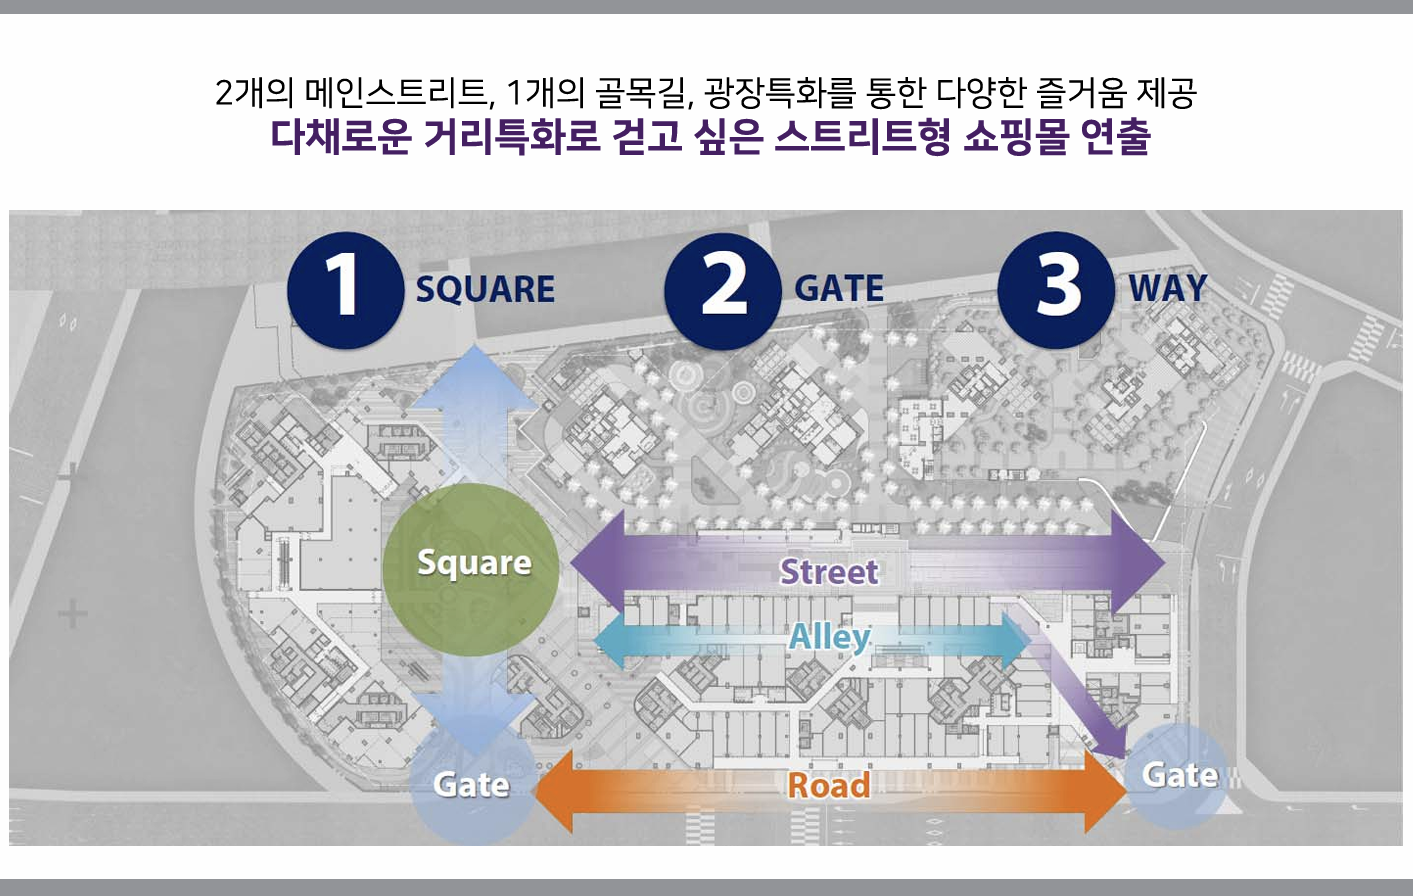 2개의 메인스트리트, 1개의 골목길, 광장특화를 통한 다양한 즐거움 제공
다채로운 거리특화로 걷고 싶은 스트리트형 쇼핑몰 연출
1 SQUARE
2 GATE
3 WAY
Square
Street
Alley
Gate
Road
Gate